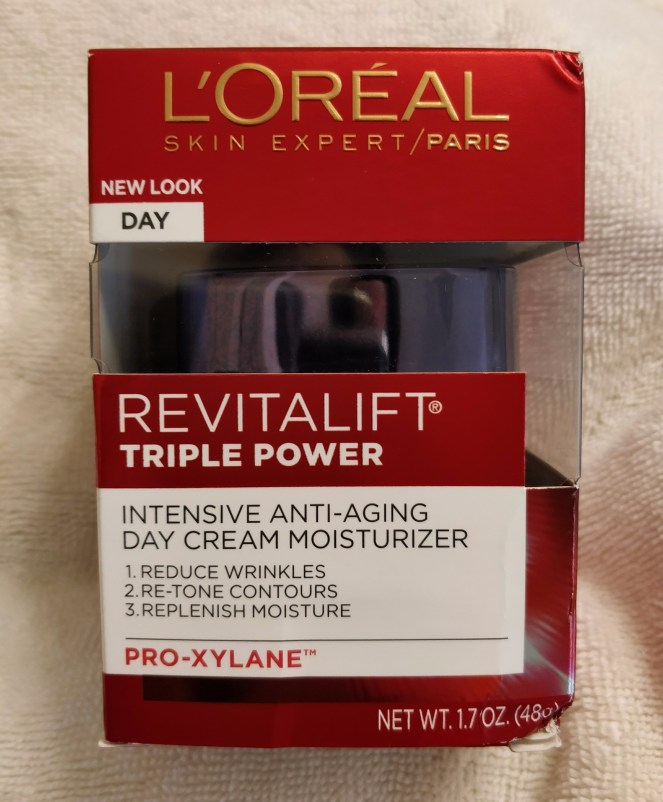 L'ORÉAL
SKIN EXPERT/PARIS
NEW LOOK
DAY
REVITALIFT®
TRIPLE POWER
INTENSIVE ANTI-AGING
DAY CREAM MOISTURIZER
1. REDUCE WRINKLES
2. RE-TONE CONTOURS
3. REPLENISH MOISTURE
PRO-XYLANE™
NET WT. 1.7 OZ. (48g)